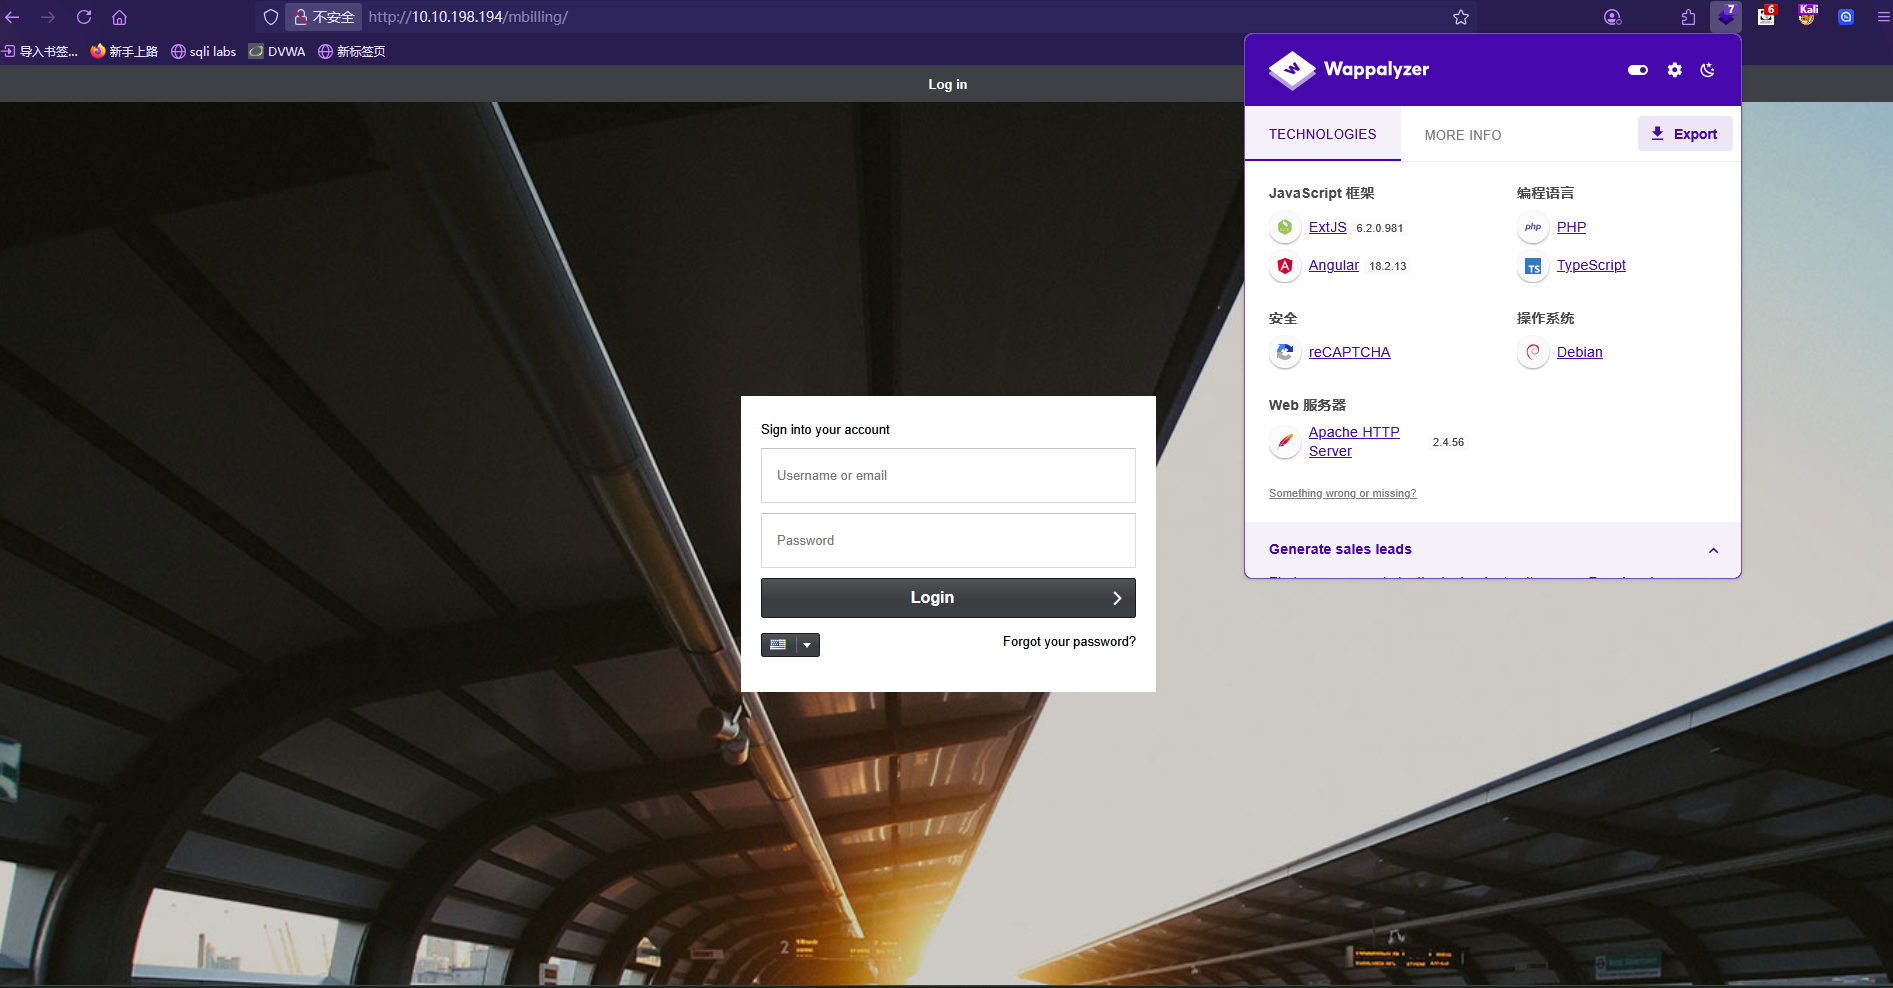 不安全
http://10.10.198.194/mbilling/
7
6
Kali
导入书签...
新手上路
sqli labs
DVWA
新标签页
Log in
Wappalyzer
TECHNOLOGIES
MORE INFO
Export
JavaScript 框架
ExtJS 6.2.0.981
Angular 18.2.13
编程语言
php PHP
TS TypeScript
安全
reCAPTCHA
操作系统
Debian
Web 服务器
Apache HTTP
Server
2.4.56
Something wrong or missing?
Generate sales leads
Sign into your account
Username or email
Password
Login
Forgot your password?
2